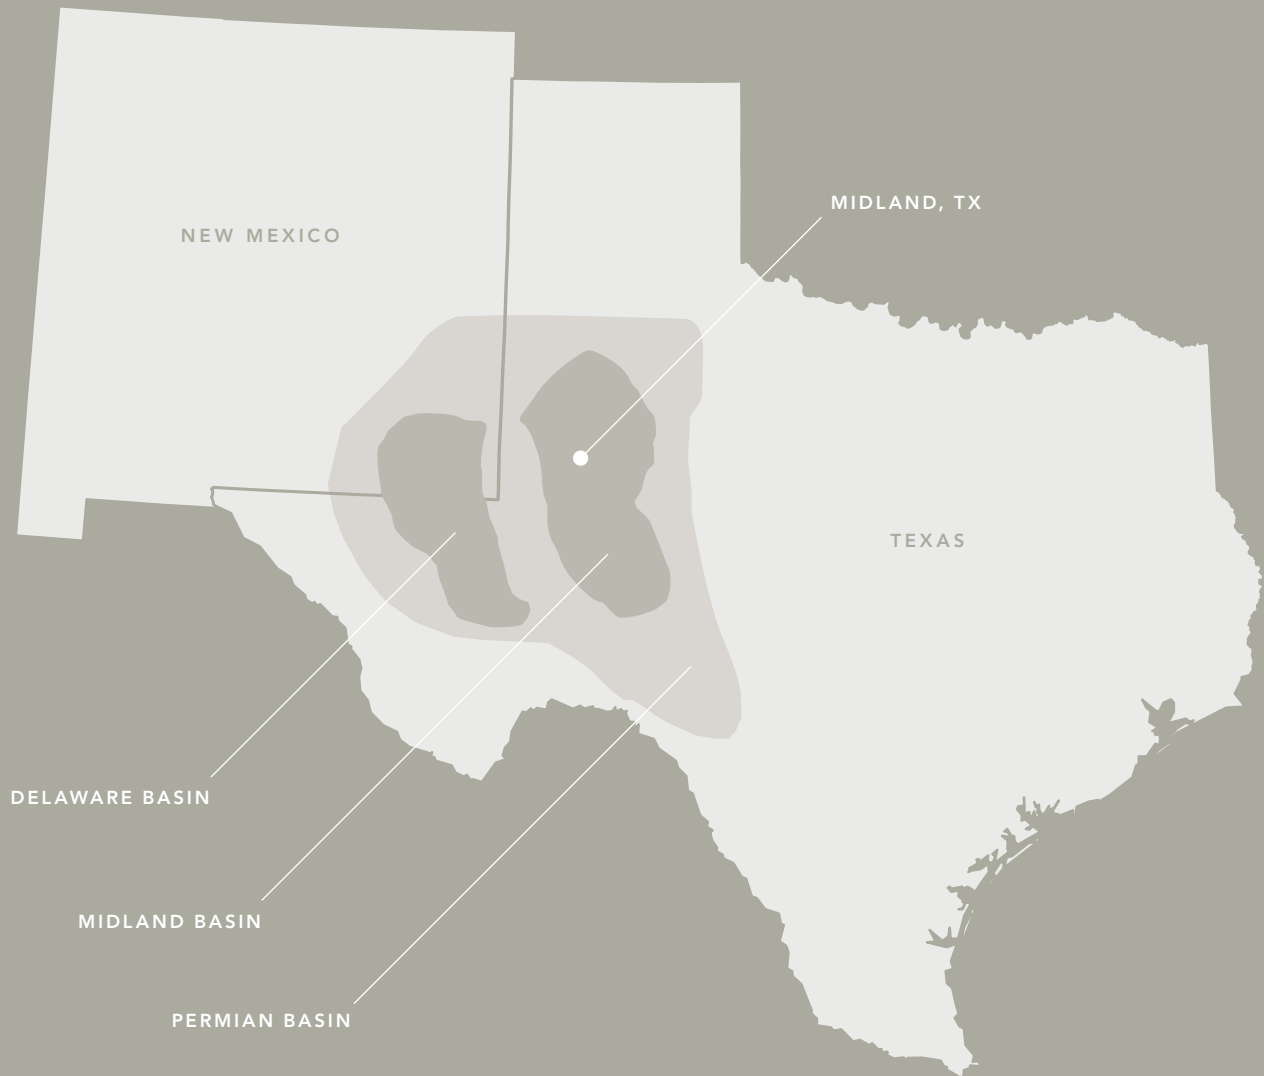 MIDLAND, TX
NEW MEXICO
TEXAS
DELAWARE BASIN
MIDLAND BASIN
PERMIAN BASIN